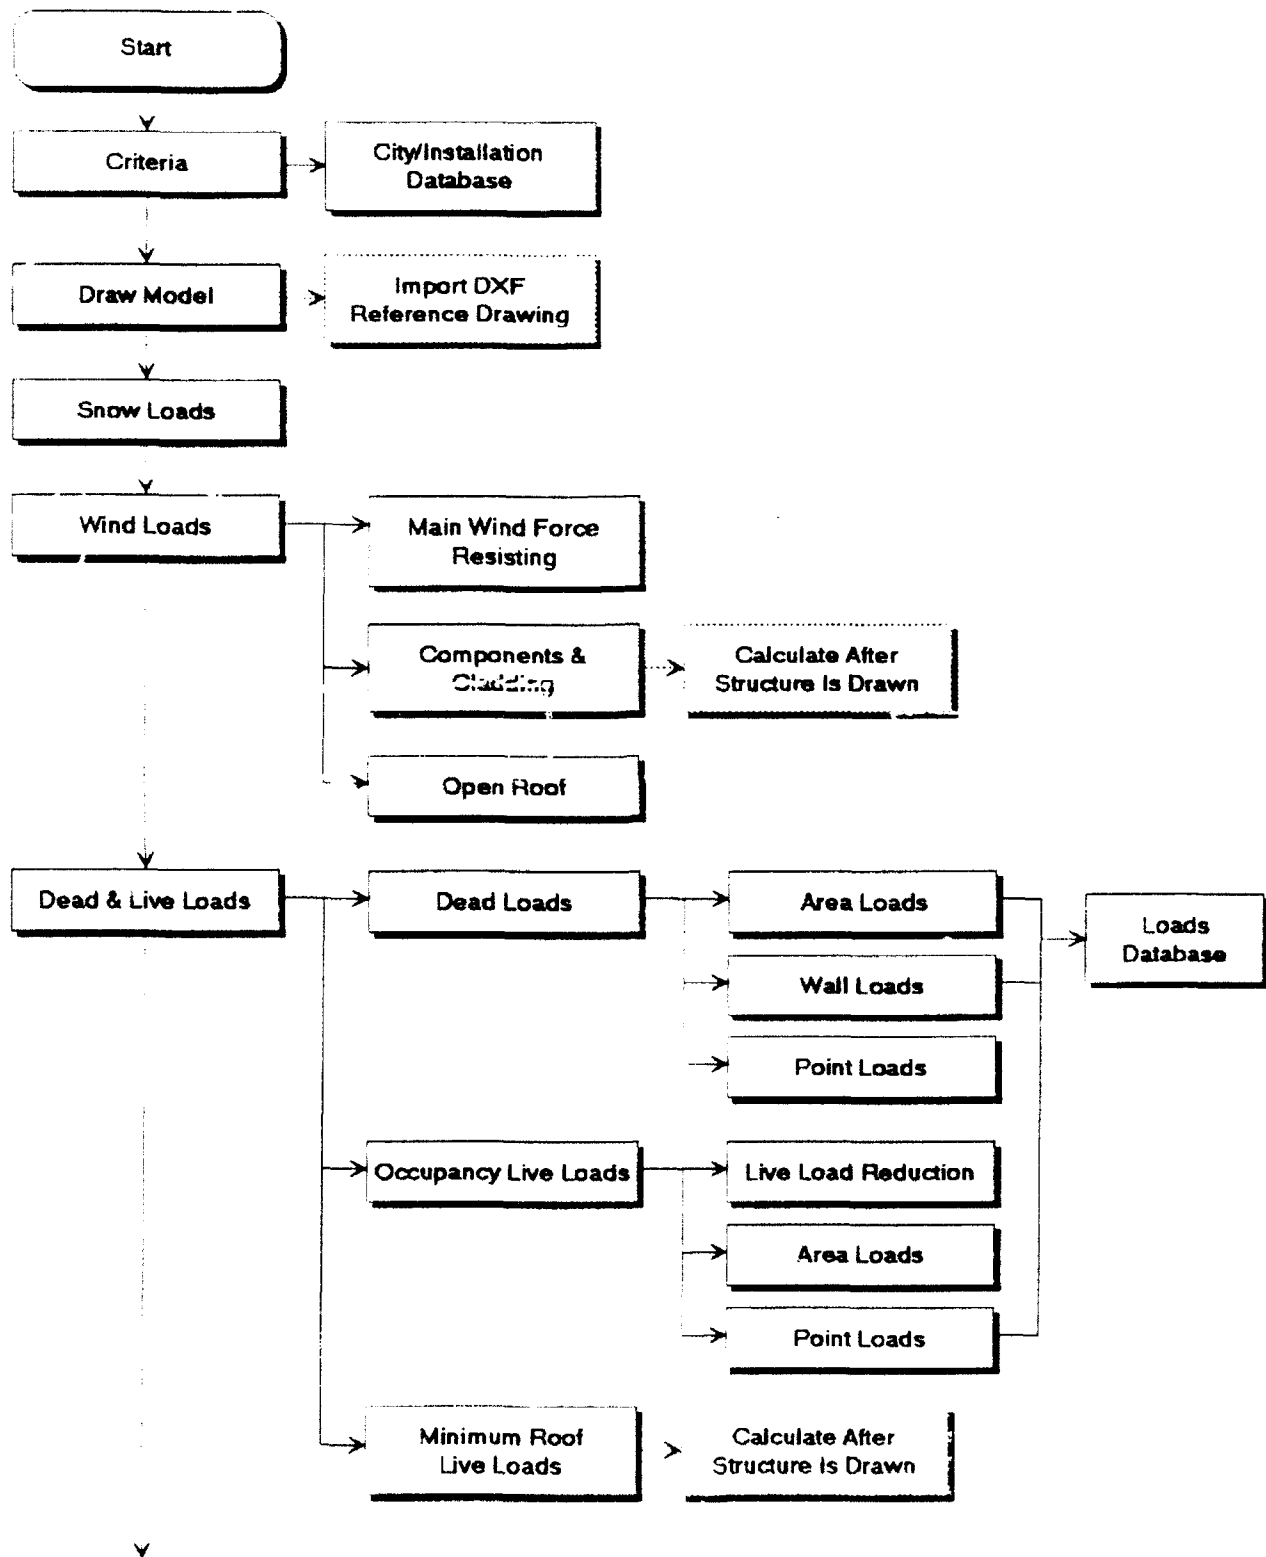 Start
Criteria
City/Installation
Database
Draw Model
Import DXF
Reference Drawing
Snow Loads
Wind Loads
Main Wind Force
Resisting
Components &
Cladding
Calculate After
Structure Is Drawn
Open Roof
Dead & Live Loads
Dead Loads
Area Loads
Loads
Database
Wall Loads
Point Loads
Occupancy Live Loads
Live Load Reduction
Area Loads
Point Loads
Minimum Roof
Live Loads
Calculate After
Structure Is Drawn